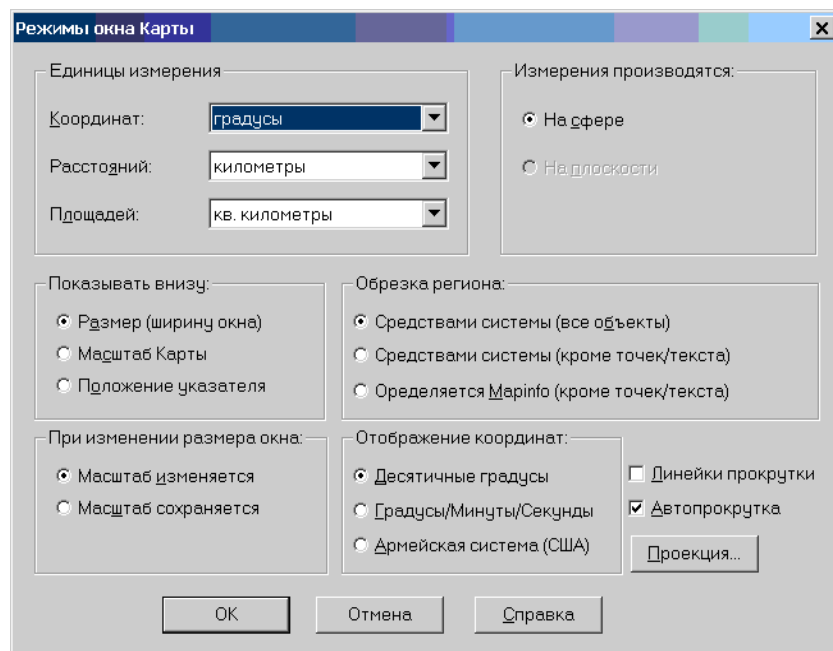 Режимы окна Карты
Единицы измерения
Координат:
градусы
Расстояний:
километры
Площадей:
кв. километры
Измерения производятся:
На сфере
На плоскости
Показывать внизу:
Размер (ширину окна)
Масштаб Карты
Положение указателя
Обрезка региона:
Средствами системы (все объекты)
Средствами системы (кроме точек/текста)
Оределяется Mapinfo (кроме точек/текста)
При изменении размера окна:
Масштаб изменяется
Масштаб сохраняется
Отображение координат:
Десятичные градусы
Градусы/Минуты/Секунды
Армейская система (США)
Линейки прокрутки
Автопрокрутка
Проекция...
OK
Отмена
Справка